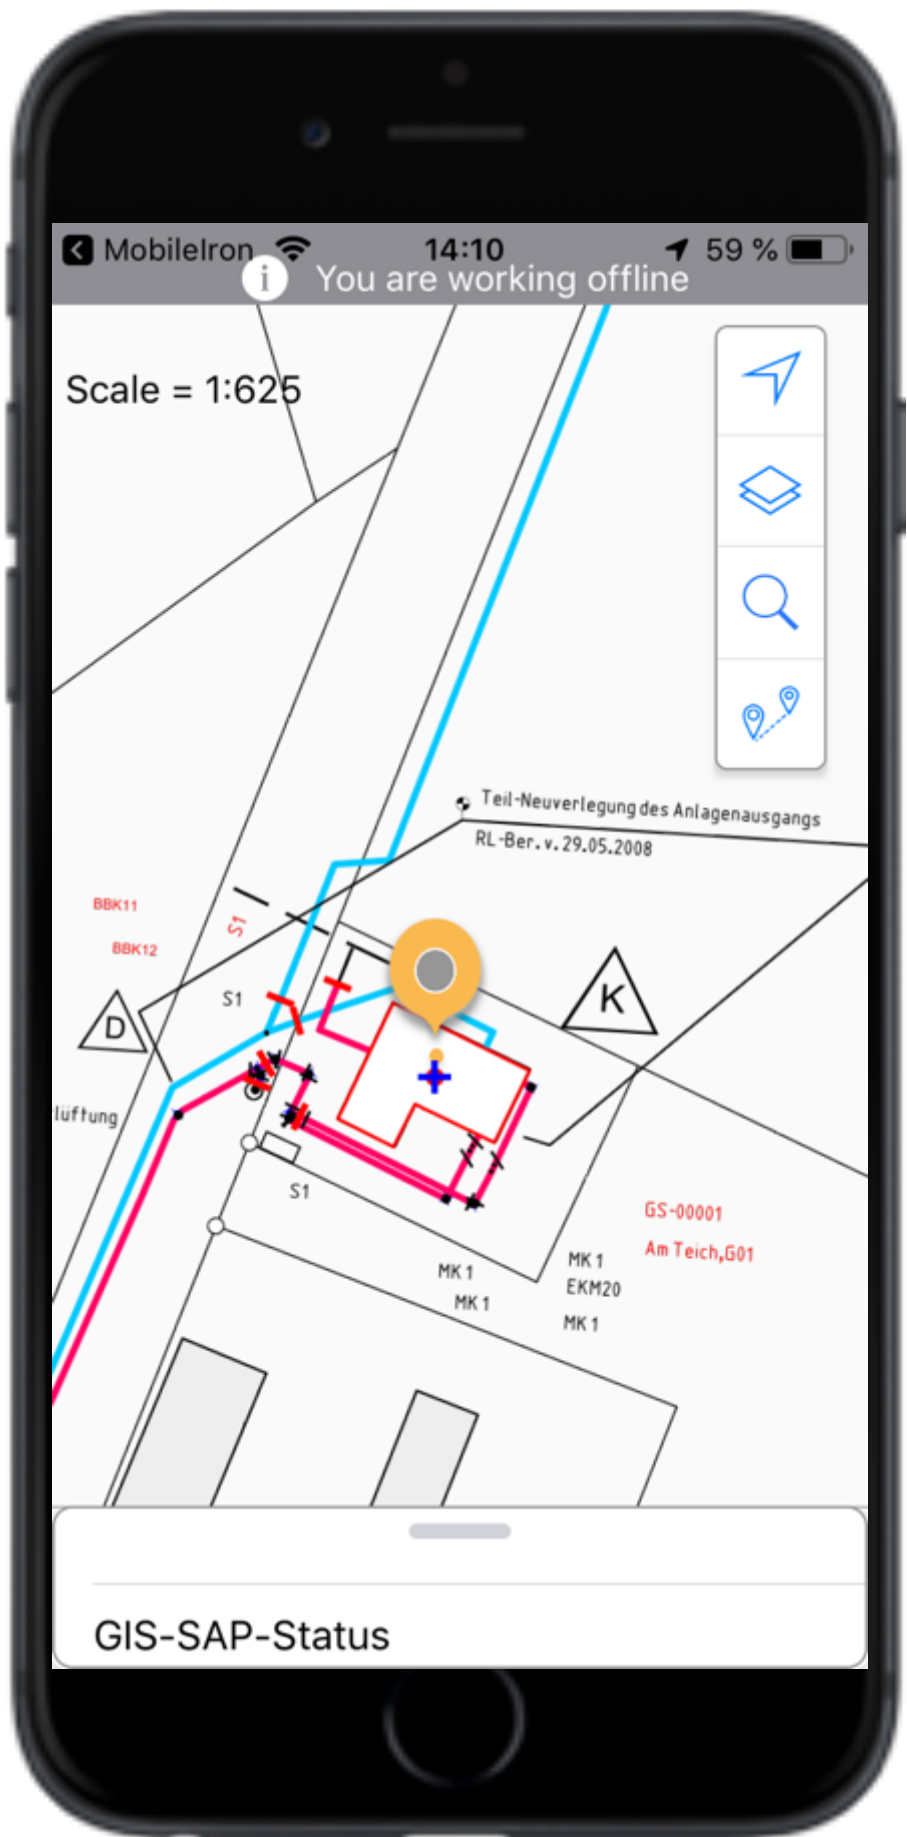 MobileIron 14:10 59 %
i You are working offline
Scale = 1:625
Teil-Neuverlegung des Anlagenausgangs
RL-Ber. v. 29.05.2008
BBK11
S1
BBK12
S1
K
D
lüftung
S1
GS-00001
Am Teich,G01
MK 1
MK 1
EKM20
MK 1
MK 1
GIS-SAP-Status